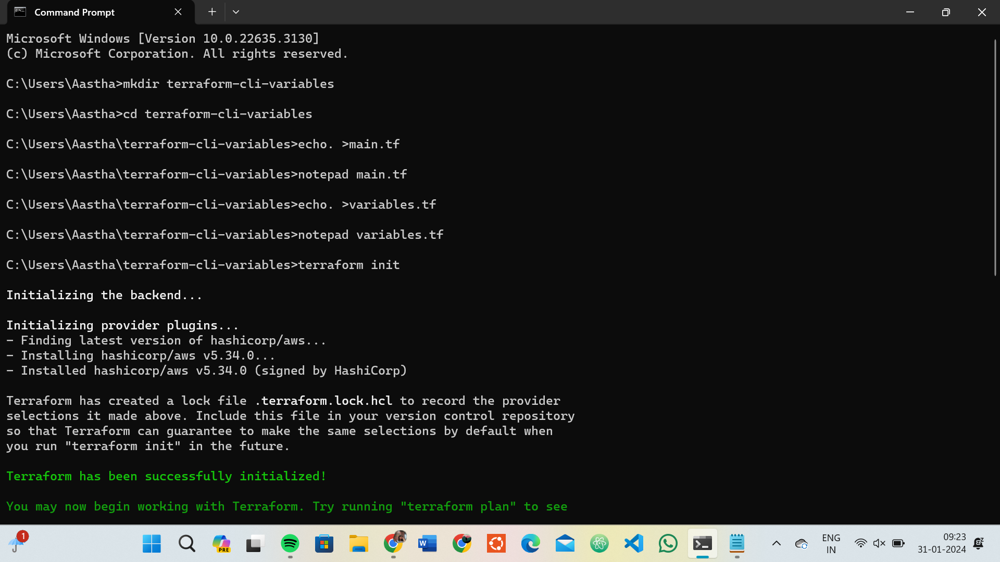 Command Prompt
Microsoft Windows [Version 10.0.22635.3130]
(c) Microsoft Corporation. All rights reserved.
C:\Users\Aastha>mkdir terraform-cli-variables
C:\Users\Aastha>cd terraform-cli-variables
C:\Users\Aastha\terraform-cli-variables>echo. >main.tf
C:\Users\Aastha\terraform-cli-variables>notepad main.tf
C:\Users\Aastha\terraform-cli-variables>echo. >variables.tf
C:\Users\Aastha\terraform-cli-variables>notepad variables.tf
C:\Users\Aastha\terraform-cli-variables>terraform init
Initializing the backend...
Initializing provider plugins...
- Finding latest version of hashicorp/aws...
- Installing hashicorp/aws v5.34.0...
- Installed hashicorp/aws v5.34.0 (signed by HashiCorp)
Terraform has created a lock file .terraform.lock.hcl to record the provider
selections it made above. Include this file in your version control repository
so that Terraform can guarantee to make the same selections by default when
you run "terraform init" in the future.
Terraform has been successfully initialized!
You may now begin working with Terraform. Try running "terraform plan" to see
1
PRE
W
ENG
IN
09:23
31-01-2024